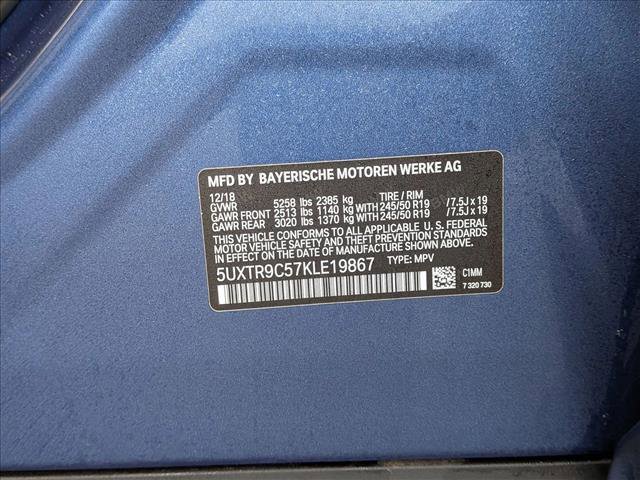 MFD BY BAYERISCHE MOTOREN WERKE AG
12/18
GVWR 5258 lbs 2385 kg TIRE / RIM
GAWR FRONT 2513 lbs 1140 kg WITH 245/50 R19 /7.5J x 19
GAWR REAR 3020 lbs 1370 kg WITH 245/50 R19 /7.5J x 19
THIS VEHICLE CONFORMS TO ALL APPLICABLE U. S. FEDERAL
MOTOR VEHICLE SAFETY, BUMPER, AND THEFT PREVENTION
STANDARDS IN EFFECT ON THE DATE OF MANUFACTURE SHOWN ABOVE.
5UXTR9C57KLE19867 TYPE: MPV
C1MM
7 320 730